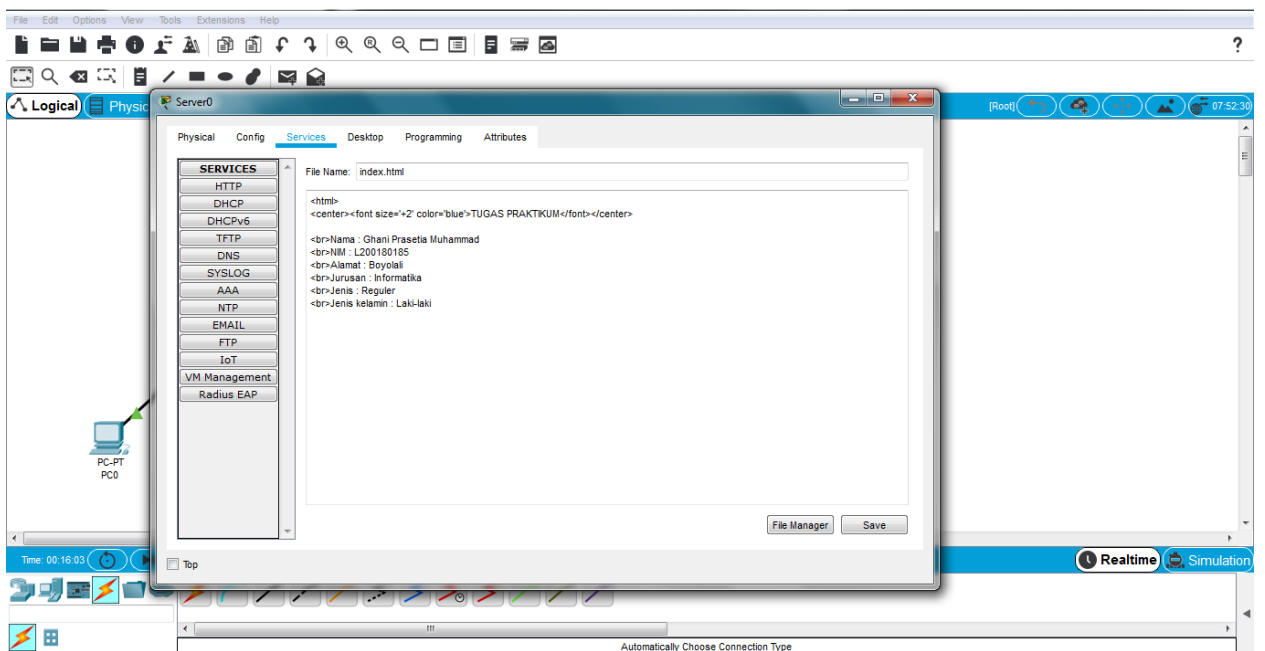 File Edit Options View Tools Extensions Help
?
Logical
Physic
[Root]
07:52:30
Server0
Physical Config Services Desktop Programming Attributes
SERVICES
HTTP
DHCP
DHCPv6
TFTP
DNS
SYSLOG
AAA
NTP
EMAIL
FTP
IoT
VM Management
Radius EAP
File Name: index.html
<html>
<center><font size='+2' color='blue'>TUGAS PRAKTIKUM</font></center>
<br>Nama : Ghani Prasetia Muhammad
<br>NIM : L200180185
<br>Alamat : Boyolali
<br>Jurusan : Informatika
<br>Jenis : Reguler
<br>Jenis kelamin : Laki-laki
File Manager Save
Top
PC-PT
PC0
Time: 00:16:03
Realtime
Simulation
Automatically Choose Connection Type